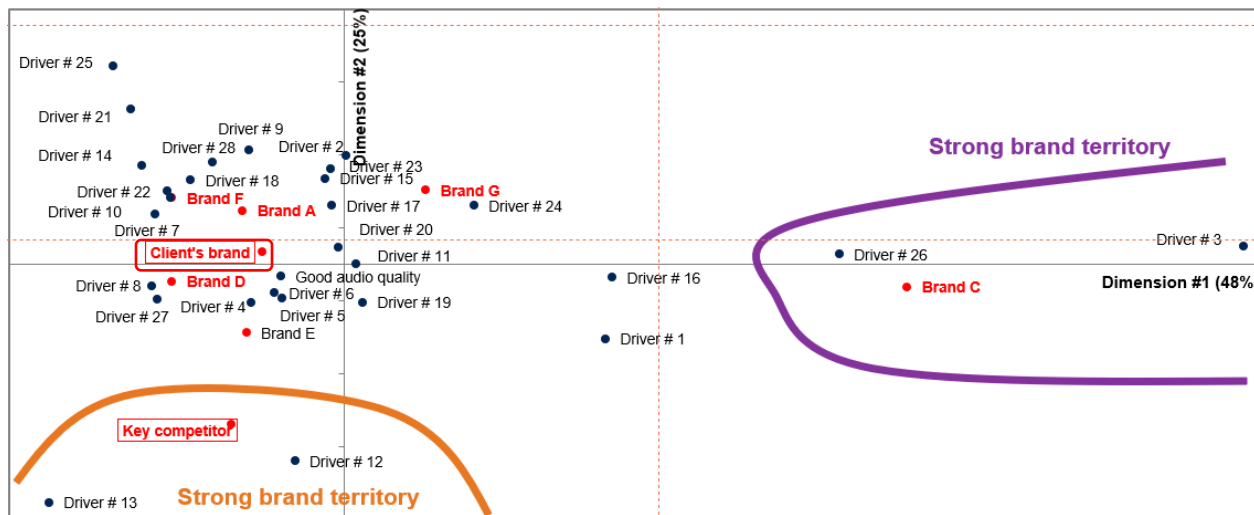 Dimension #2 (25%)
Driver # 25
Driver # 21
Driver # 9
Driver # 2
Driver # 28
Driver # 14
Driver # 23
Strong brand territory
Driver # 18
Driver # 15
Driver # 22
Brand F
Brand G
Driver # 10
Brand A
Driver # 17
Driver # 24
Driver # 7
Driver # 20
Driver # 3
Client's brand
Driver # 11
Driver # 26
Good audio quality
Driver # 16
Dimension #1 (48%
Driver # 8
Brand D
Driver # 6
Brand C
Driver # 27
Driver # 4
Driver # 5
Driver # 19
Brand E
Driver # 1
Key competitor
Driver # 12
Strong brand territory
Driver # 13